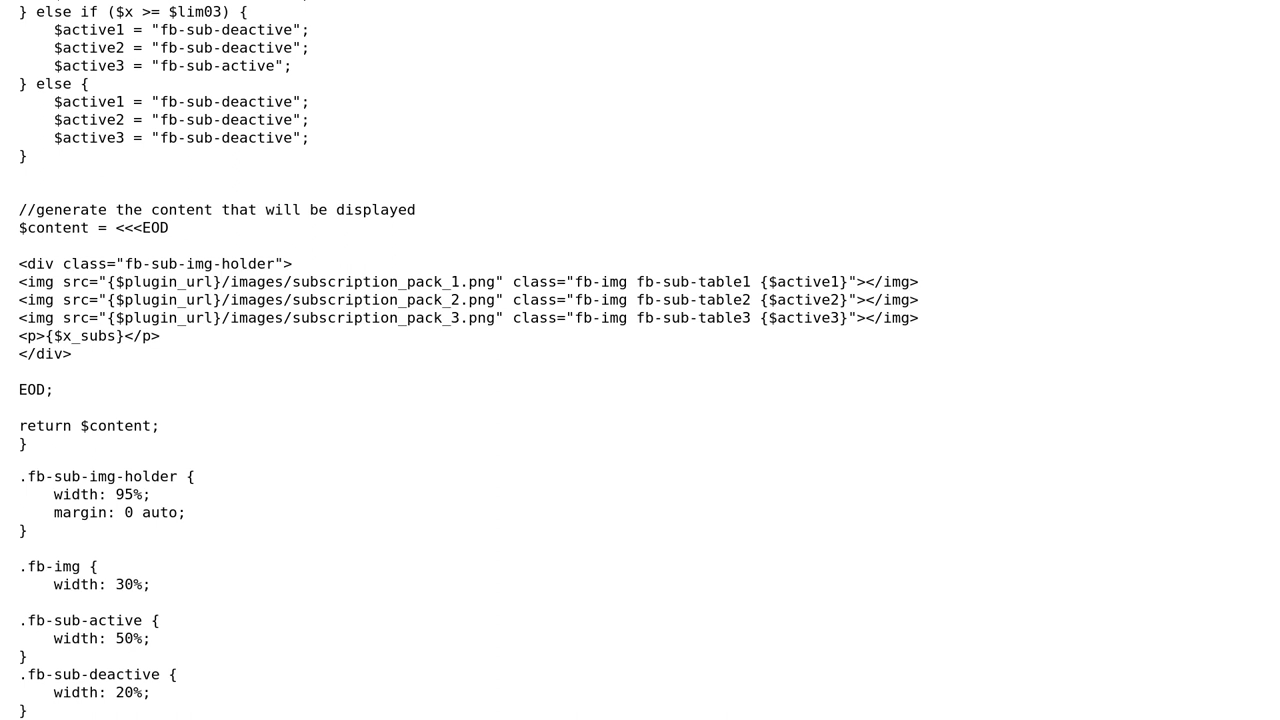 } else if ($x >= $lim03) {
    $active1 = "fb-sub-deactive";
    $active2 = "fb-sub-deactive";
    $active3 = "fb-sub-active";
} else {
    $active1 = "fb-sub-deactive";
    $active2 = "fb-sub-deactive";
    $active3 = "fb-sub-deactive";
}
//generate the content that will be displayed
$content = <<<EOD
<div class="fb-sub-img-holder">
<img src="{$plugin_url}/images/subscription_pack_1.png" class="fb-img fb-sub-table1 {$active1}"></img>
<img src="{$plugin_url}/images/subscription_pack_2.png" class="fb-img fb-sub-table2 {$active2}"></img>
<img src="{$plugin_url}/images/subscription_pack_3.png" class="fb-img fb-sub-table3 {$active3}"></img>
<p>{$x_subs}</p>
</div>
EOD;
return $content;
}
.fb-sub-img-holder {
    width: 95%;
    margin: 0 auto;
}
.fb-img {
    width: 30%;
.fb-sub-active {
    width: 50%;
}
.fb-sub-deactive {
    width: 20%;
}